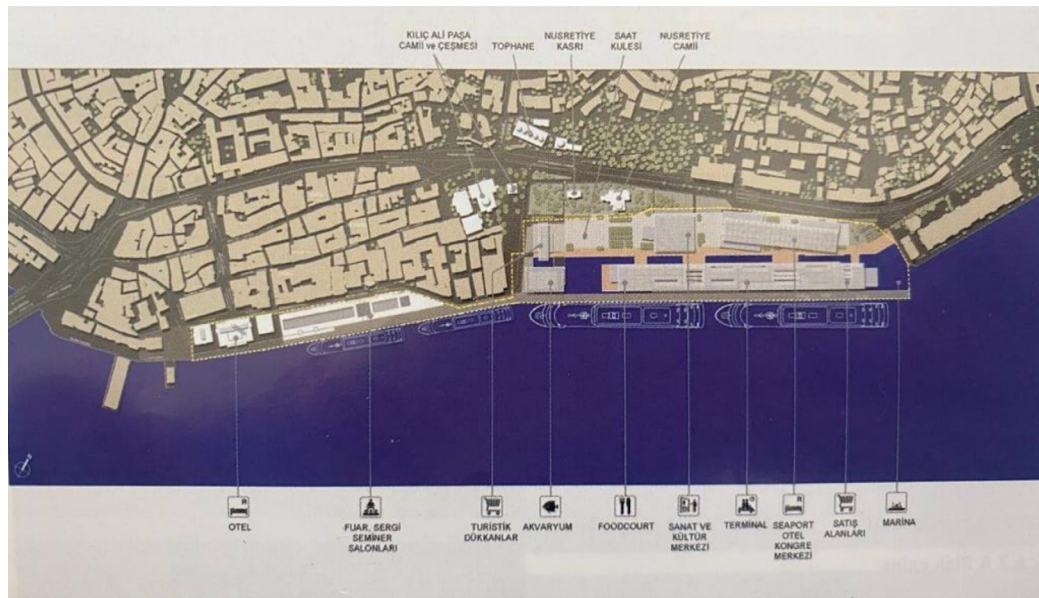 KILIÇ ALİ PAŞA
CAMİİ ve ÇEŞMESİ
TOPHANE
NUSRETİYE
KASRI
SAAT
KULESİ
NUSRETİYE
CAMİİ
OTEL
FUAR, SERGİ
SEMİNER
SALONLARI
TURİSTİK
DÜKKANLAR
AKVARYUM
FOODCOURT
SANAT VE
KÜLTÜR
MERKEZİ
TERMİNAL
SEAPORT
OTEL
KONGRE
MERKEZİ
SATIŞ
ALANLARI
MARINA